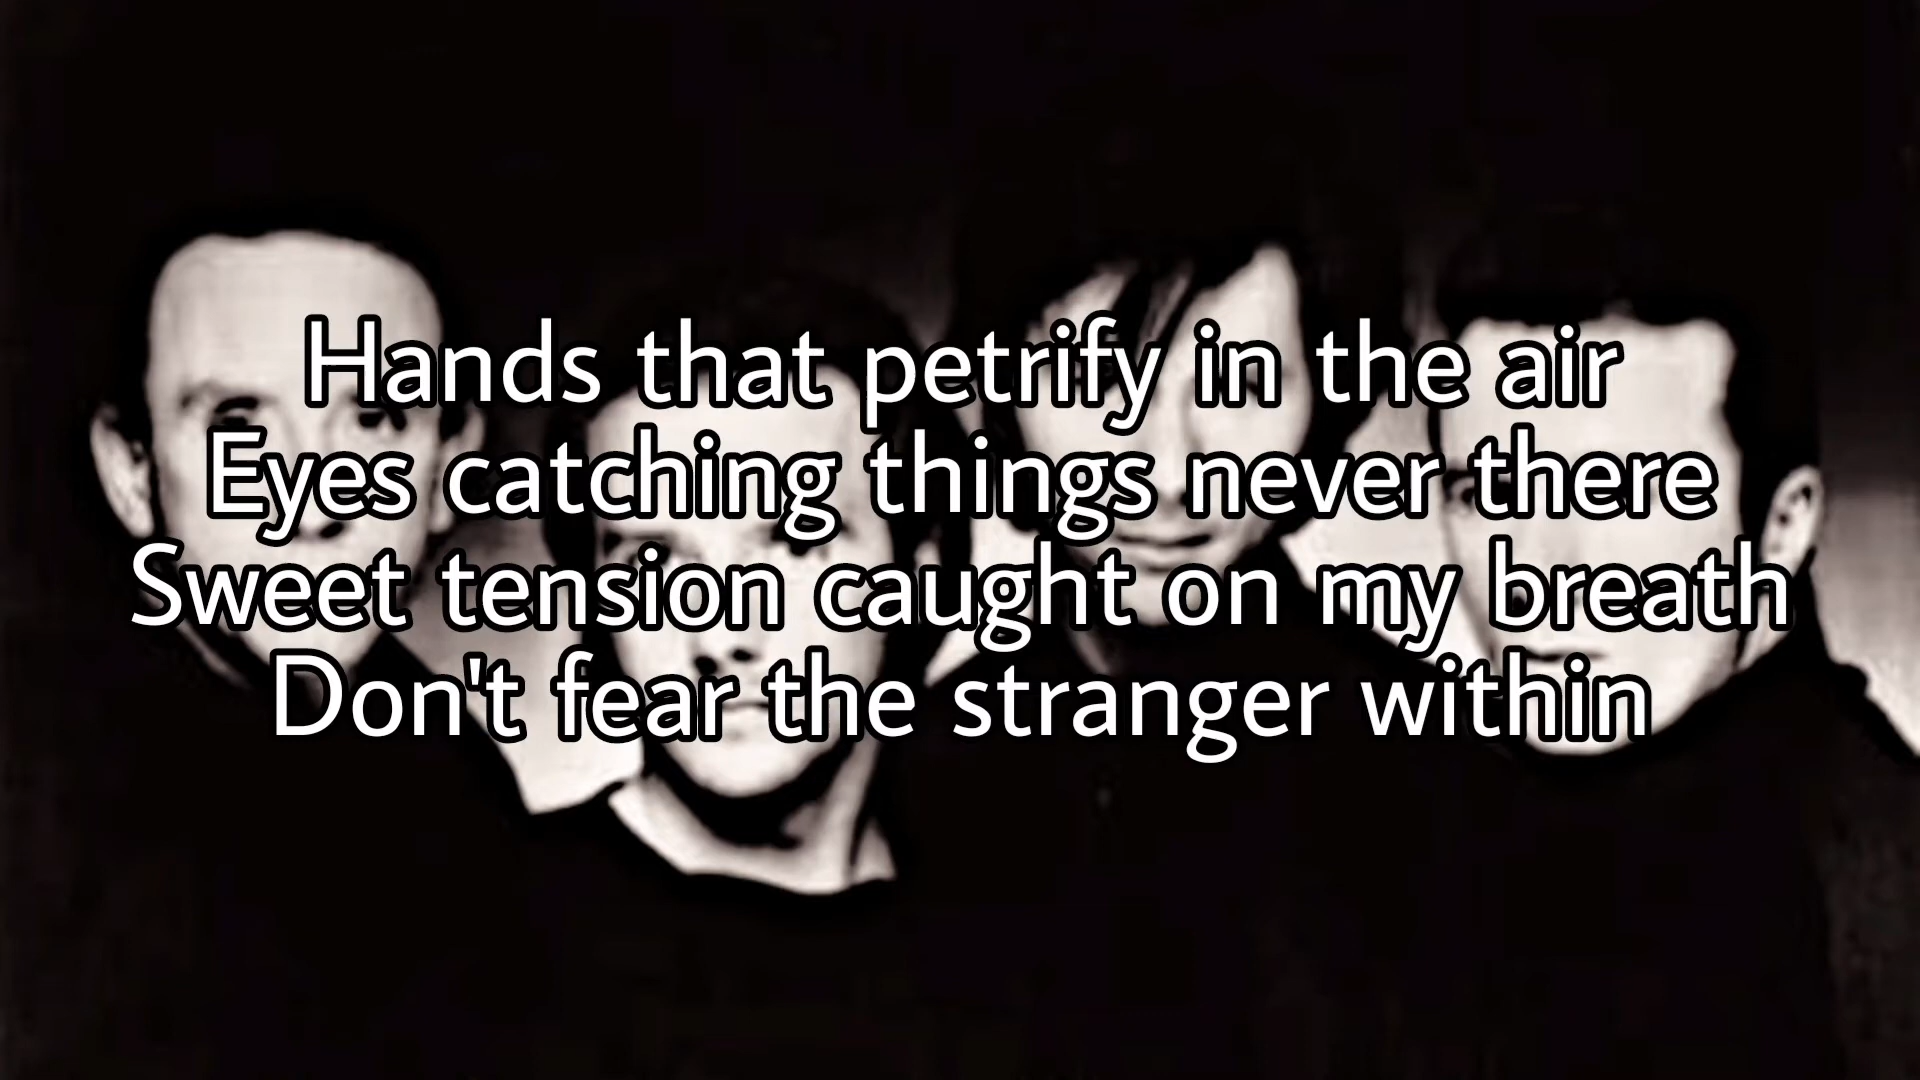 Hands that petrify in the air
Eyes catching things never there
Sweet tension caught on my breath
Don't fear the stranger within